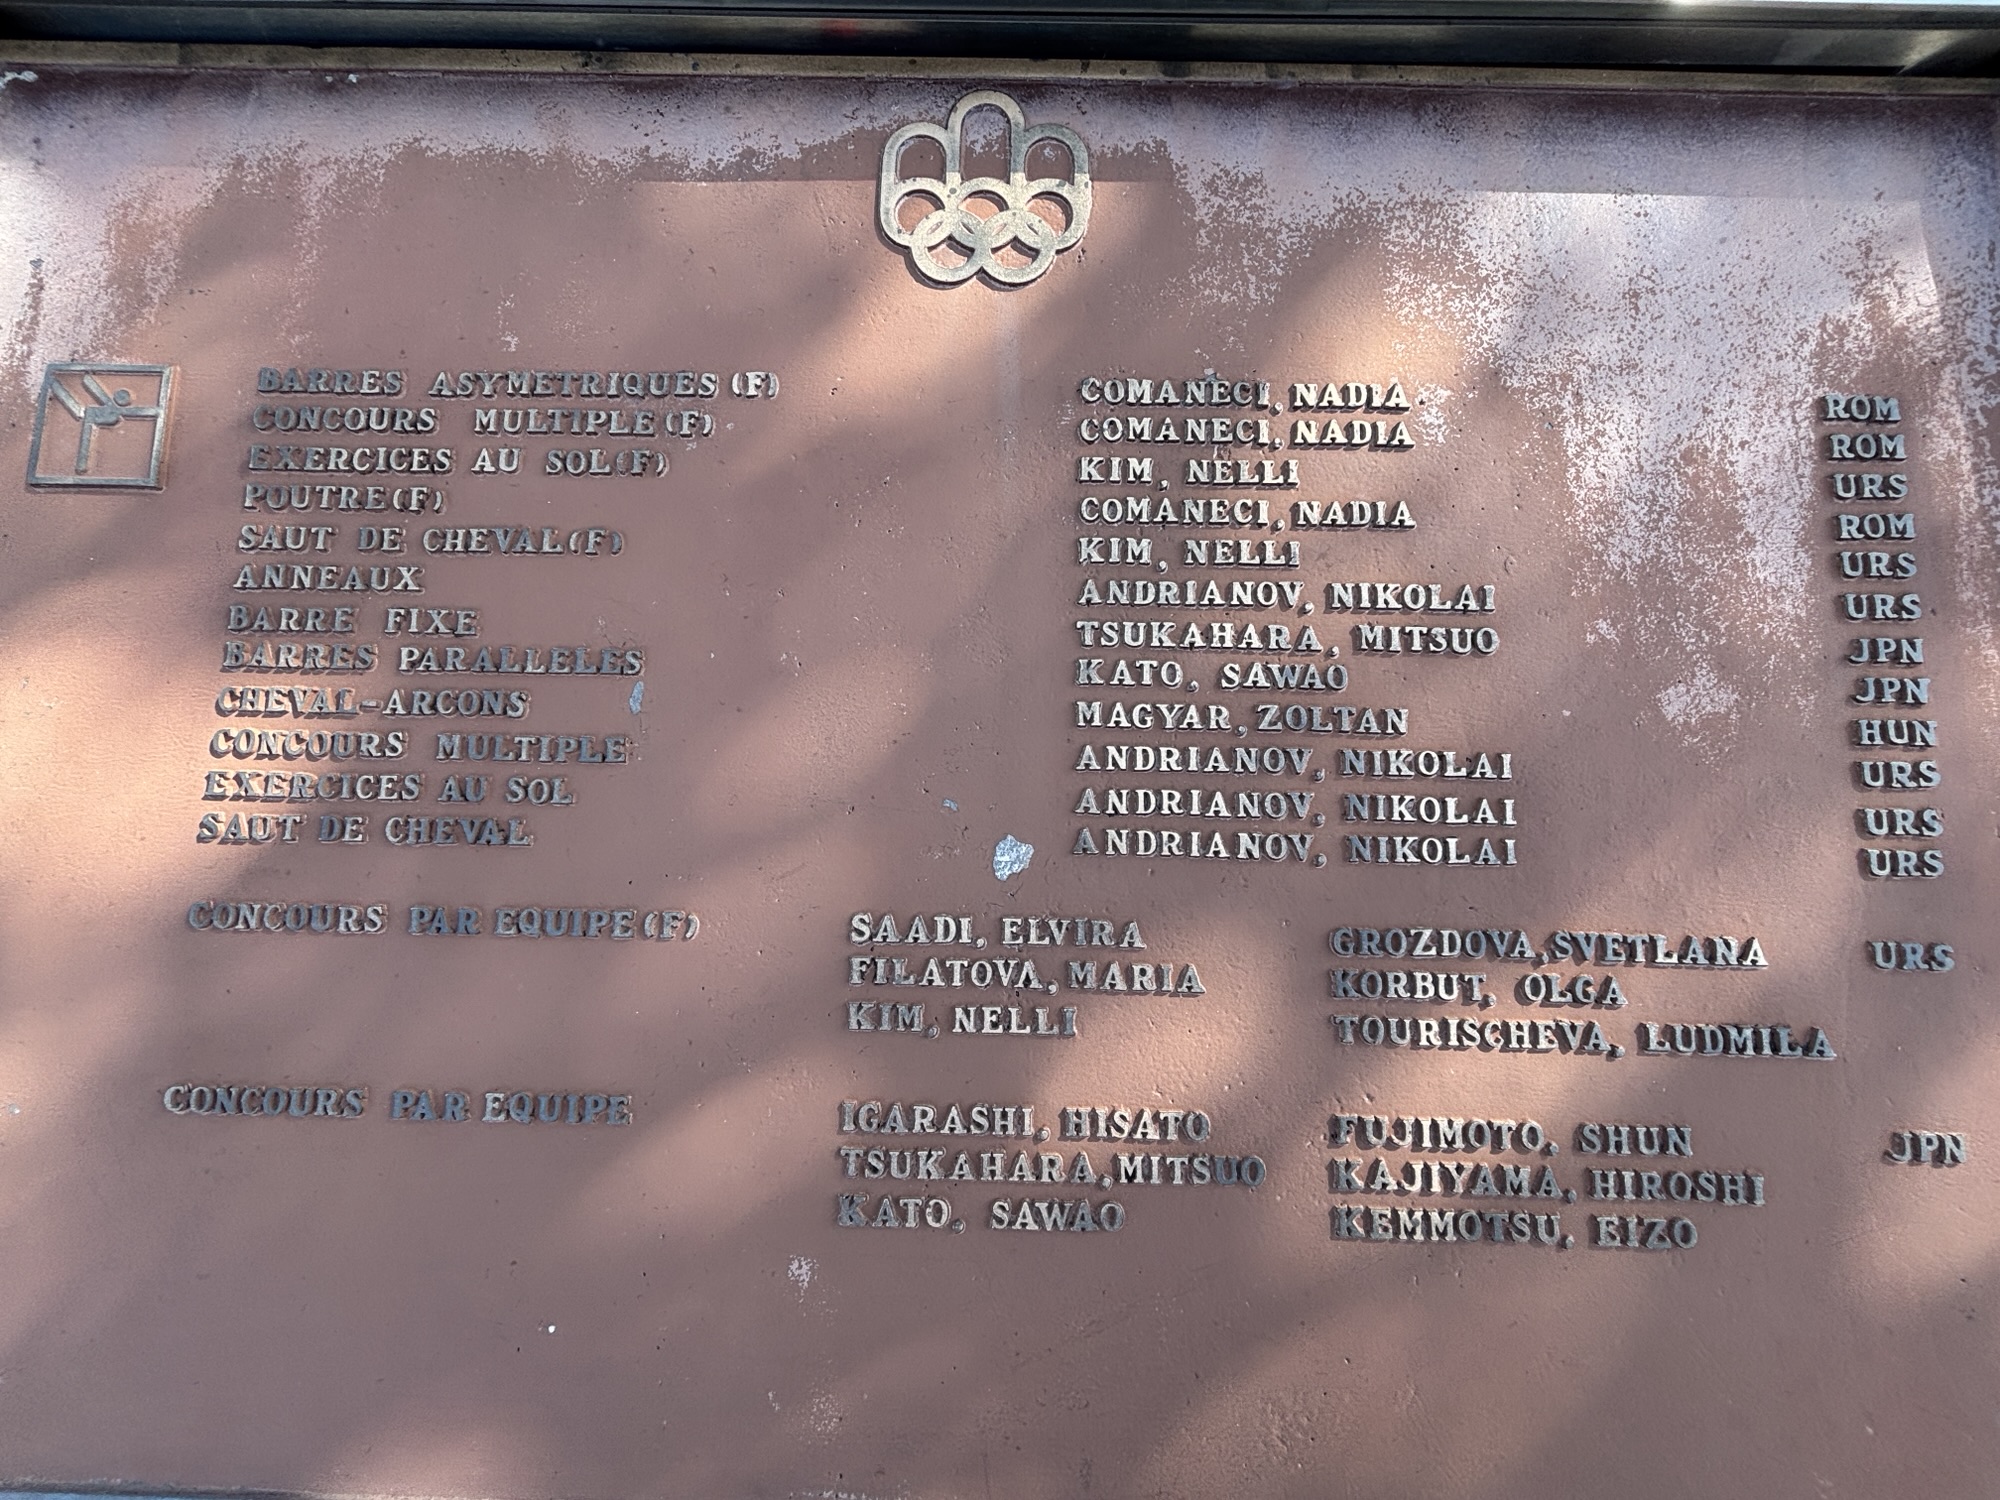 BARRES ASYMETRIQUES (F) COMANECI, NADIA ROM
CONCOURS MULTIPLE (F) COMANECI, NADIA ROM
EXERCICES AU SOL (F) KIM, NELLI URS
POUTRE (F) COMANECI, NADIA ROM
SAUT DE CHEVAL (F) KIM, NELLI URS
ANNEAUX ANDRIANOV, NIKOLAI URS
BARRE FIXE TSUKAHARA, MITSUO JPN
BARRES PARALLELES KATO, SAWAO JPN
CHEVAL-ARCONS MAGYAR, ZOLTAN HUN
CONCOURS MULTIPLE ANDRIANOV, NIKOLAI URS
EXERCICES AU SOL ANDRIANOV, NIKOLAI URS
SAUT DE CHEVAL ANDRIANOV, NIKOLAI URS
CONCOURS PAR EQUIPE (F) SAADI, ELVIRA GROZDOVA, SVETLANA URS
FILATOVA, MARIA KORBUT, OLGA
KIM, NELLI TOURISCHEVA, LUDMILA
CONCOURS PAR EQUIPE IGARASHI, HISATO FUJIMOTO, SHUN JPN
TSUKAHARA, MITSUO KAJIYAMA, HIROSHI
KATO, SAWAO KEMMOTSU, EIZO